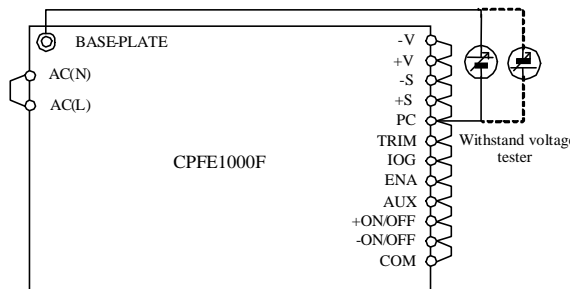 BASE-PLATE
AC(N)
AC(L)
CPFE1000F
-V
+V
-S
+S
PC
TRIM
IOG
ENA
AUX
+ON/OFF
-ON/OFF
COM
Withstand voltage
tester